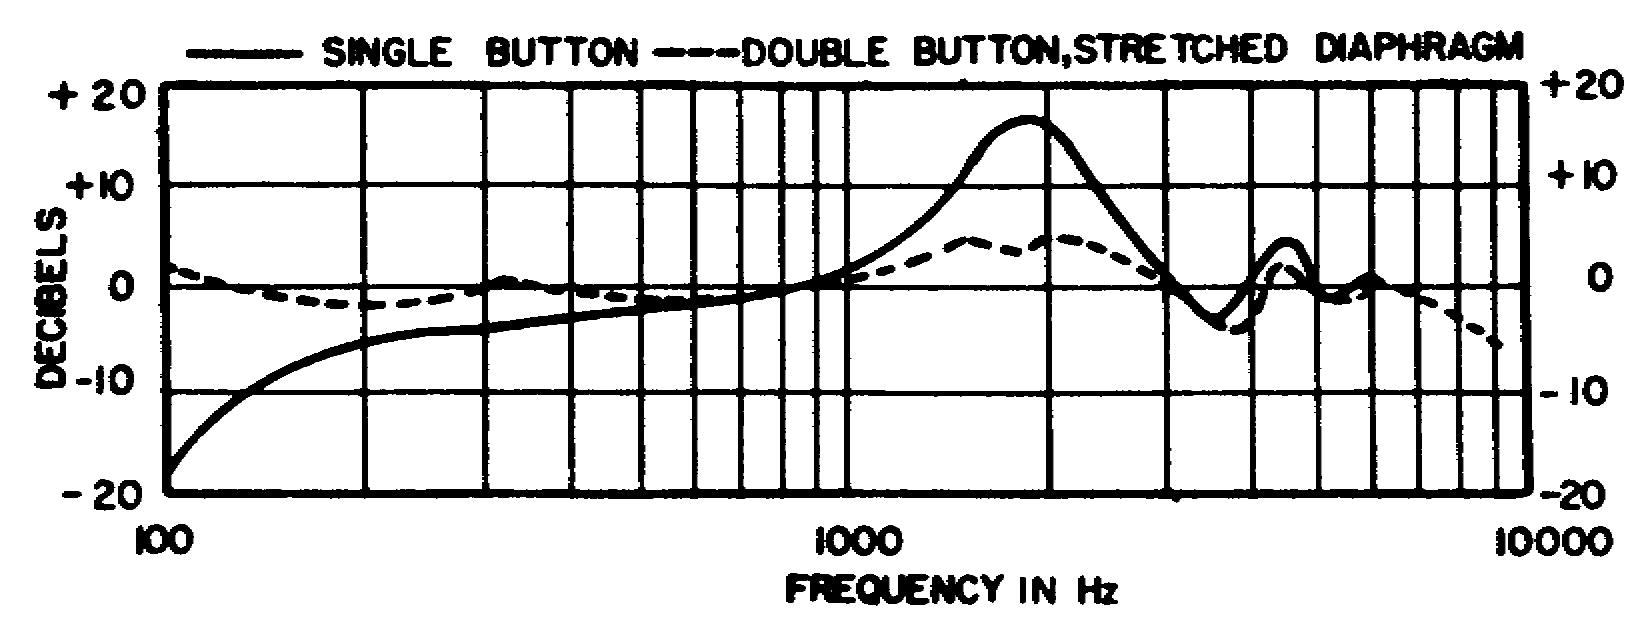 SINGLE BUTTON DOUBLE BUTTON, STRETCHED DIAPHRAGM
+20 +20
+10 +10
DECIBELS
0 0
-10 -10
-20 -20
100 1000 10000
FREQUENCY IN Hz